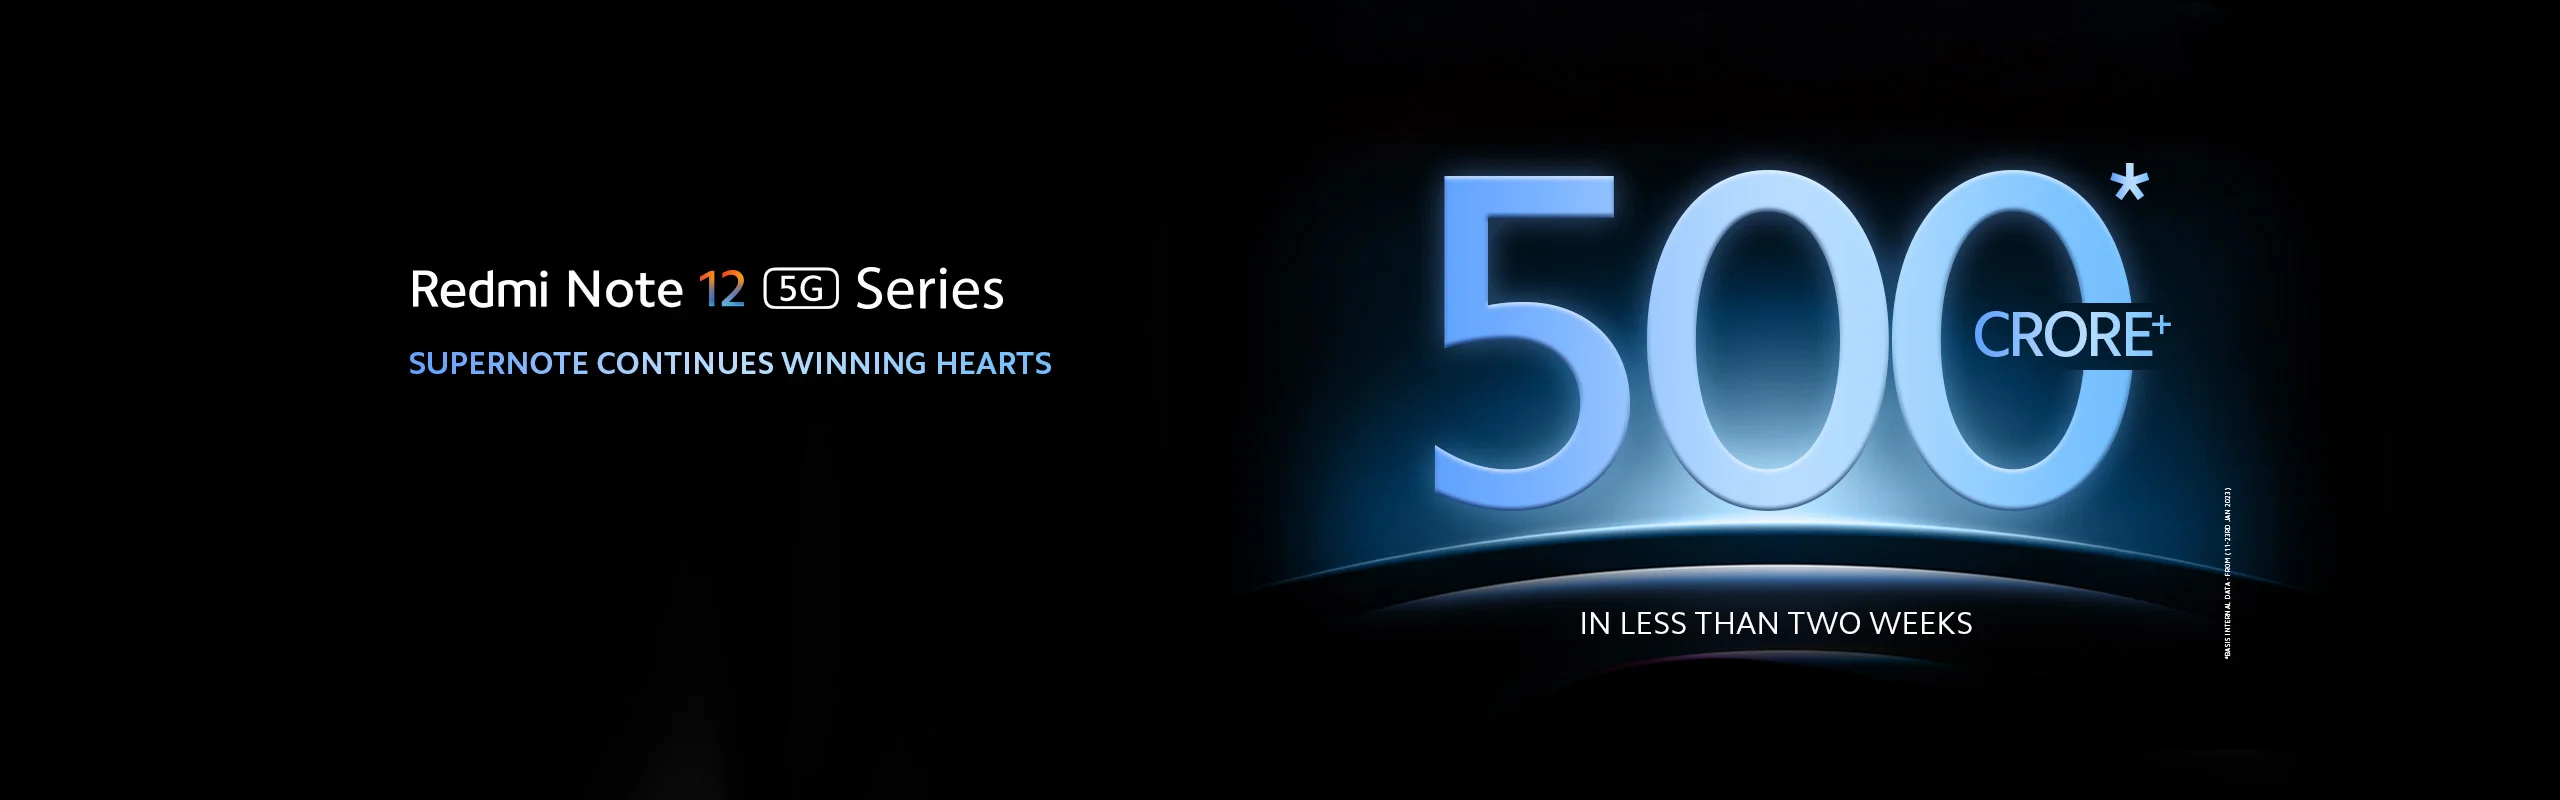 Redmi Note 12 5G Series
SUPERNOTE CONTINUES WINNING HEARTS
500*
CRORE+
IN LESS THAN TWO WEEKS
*BASIS INTERNAL DATA - FROM (11-23RD JAN 2023)